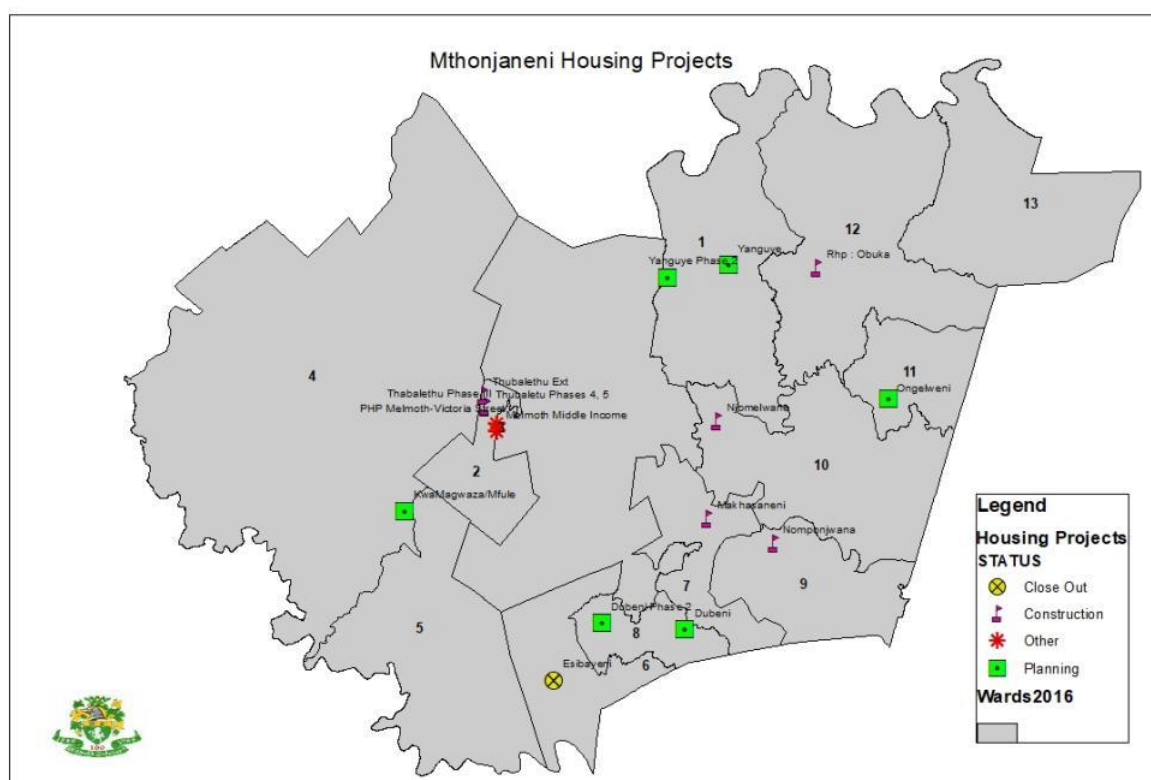 Mthonjaneni Housing Projects
13
1
12
Yanguye
Yanguye Phase 2
Rhp : Obuka
4
11
Ongelweni
Thubalethu Ext
Thabalethu Phase III
Thubaletu Phases 4, 5
PHP Melmoth-Victoria Street
Melmoth Middle Income
Njomelwane
2
10
KwaMagwaza/Mfule
Makhasaneni
Nomponjwana
7
9
5
Dubeni Phase 2
Dubeni
8
6
Esibayeni
Legend
Housing Projects
STATUS
Close Out
Construction
Other
Planning
Wards2016